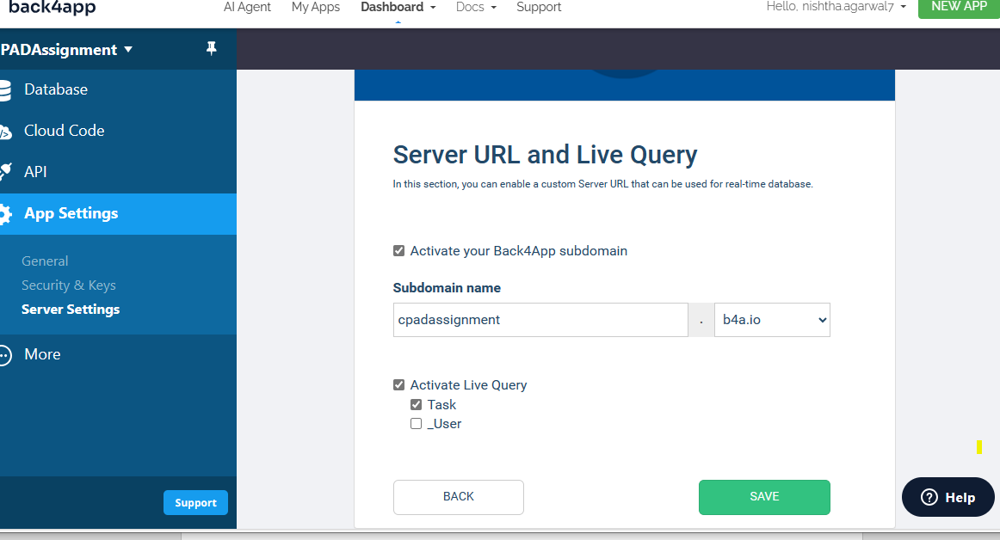 back4app
AI Agent
My Apps
Dashboard
Docs
Support
Hello, nishtha.agarwal7
NEW APP
PADAssignment
Database
Cloud Code
API
App Settings
General
Security & Keys
Server Settings
More
Support
Server URL and Live Query
In this section, you can enable a custom Server URL that can be used for real-time database.
Activate your Back4App subdomain
Subdomain name
cpadassignment . b4a.io
Activate Live Query
Task
_User
BACK
SAVE
Help